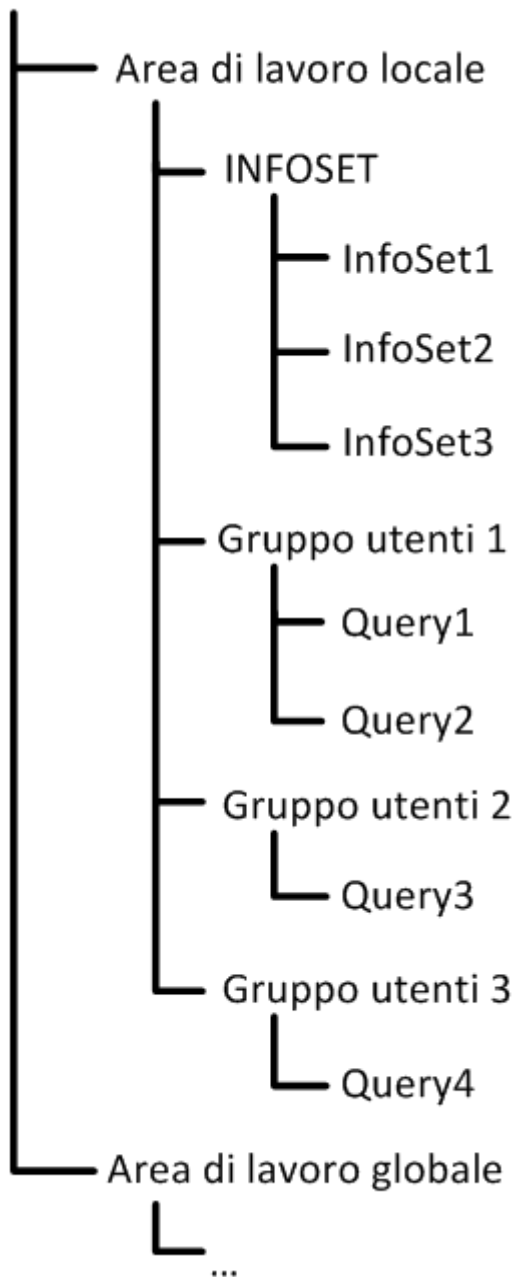 Area di lavoro locale
INFOSET
InfoSet1
InfoSet2
InfoSet3
Gruppo utenti 1
Query1
Query2
Gruppo utenti 2
Query3
Gruppo utenti 3
Query4
Area di lavoro globale
...